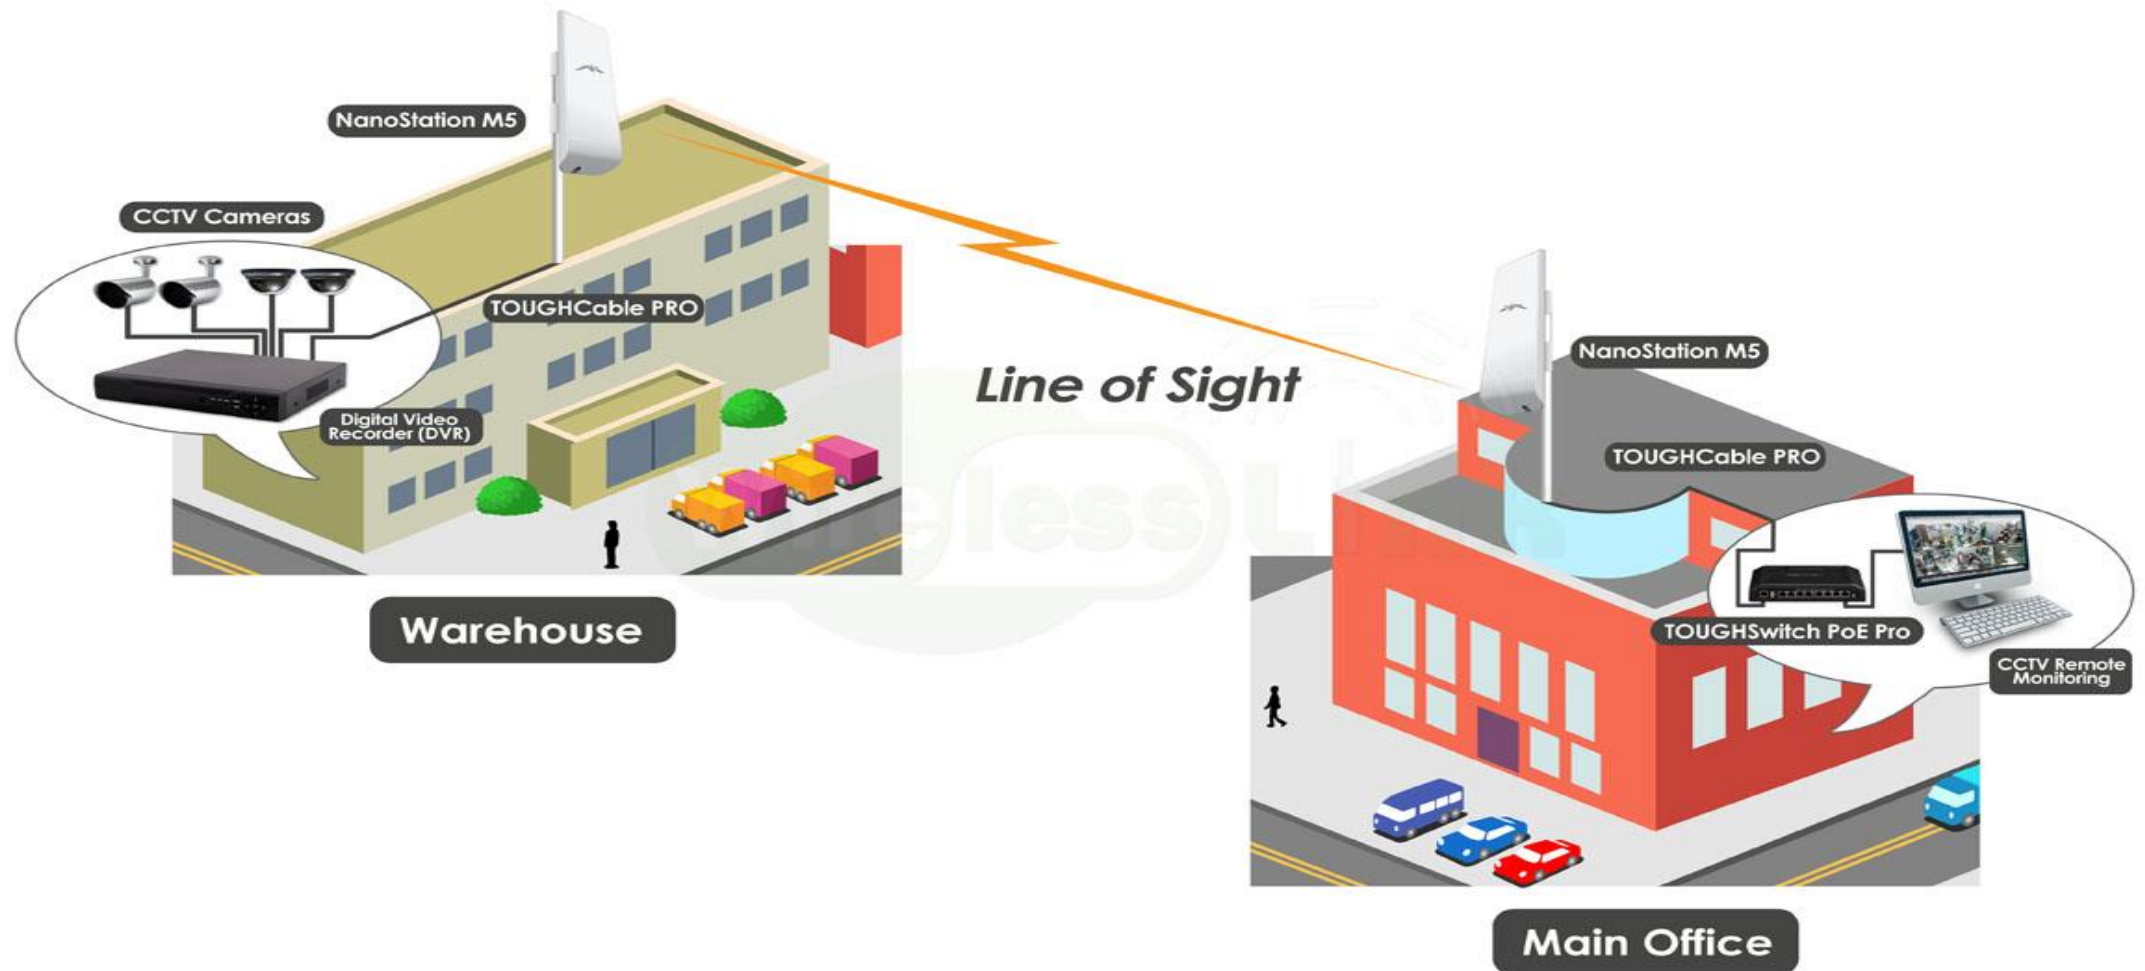 NanoStation M5
CCTV Cameras
TOUGHCable PRO
Digital Video
Recorder (DVR)
Warehouse
Line of Sight
NanoStation M5
TOUGHCable PRO
TOUGHSwitch PoE Pro
CCTV Remote
Monitoring
Main Office